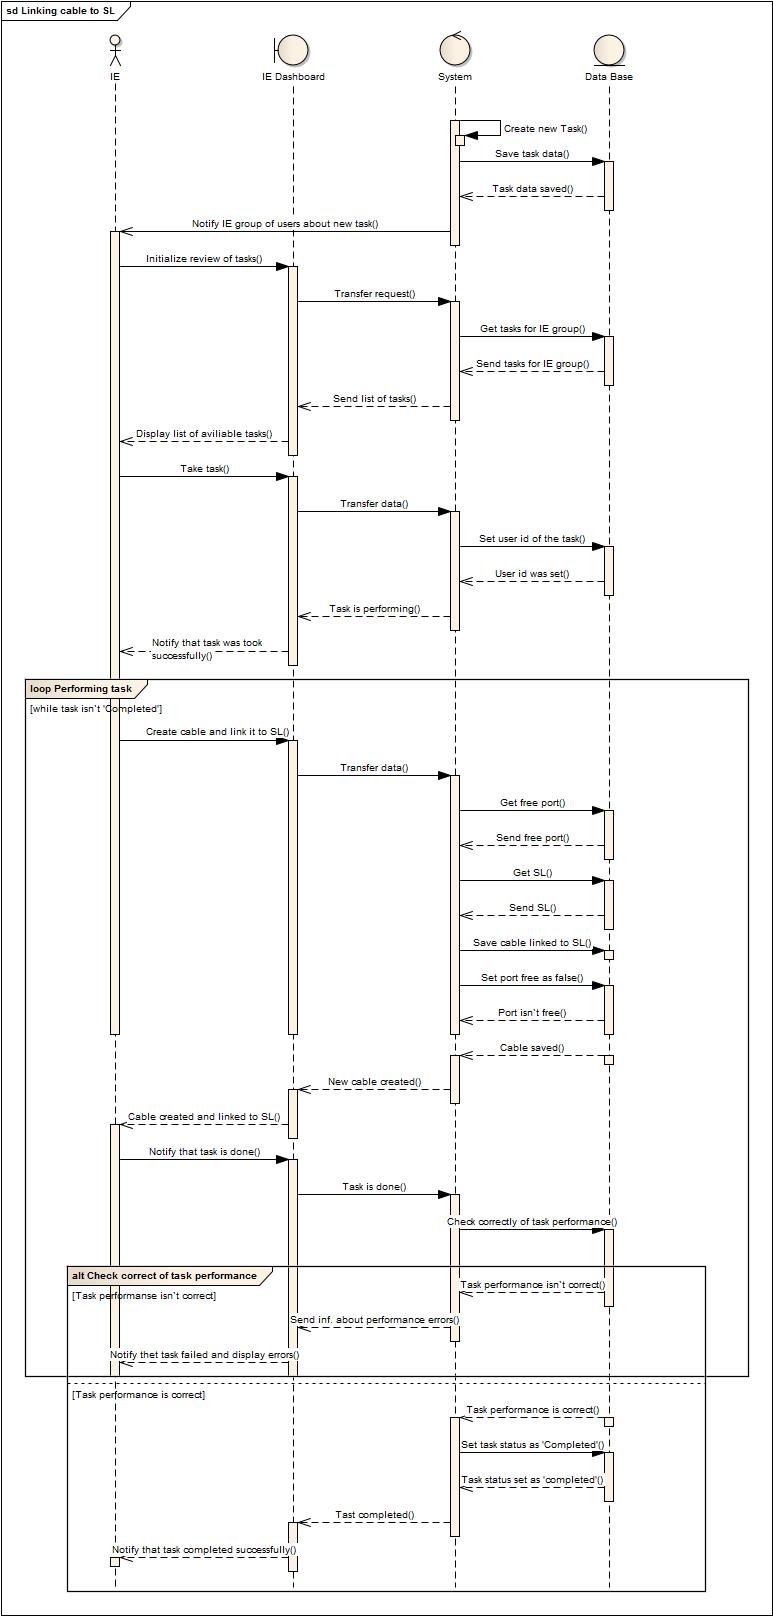 sd Linking cable to SL
IE
IE Dashboard
System
Data Base
Create new Task()
Save task data()
Task data saved()
Notify IE group of users about new task()
Initialize review of tasks()
Transfer request()
Get tasks for IE group()
Send tasks for IE group()
Send list of tasks()
Display list of aviliable tasks()
Take task()
Transfer data()
Set user id of the task()
User id was set()
Task is performing()
Notify that task was took
successfully()
loop Performing task
[while task isn`t 'Completed']
Create cable and link it to SL()
Transfer data()
Get free port()
Send free port()
Get SL()
Send SL()
Save cable linked to SL()
Set port free as false()
Port isn`t free()
Cable saved()
New cable created()
Cable created and linked to SL()
Notify that task is done()
Task is done()
Check correctly of task performance()
alt Check correct of task performance
Task performance isn`t correct()
[Task performanse isn`t correct]
Send inf. about performance errors()
Notify thet task failed and display errors()
[Task performance is correct]
Task performance is correct()
Set task status as 'Completed'()
Task status set as 'completed'()
Tast completed()
Notify that task completed successfully()